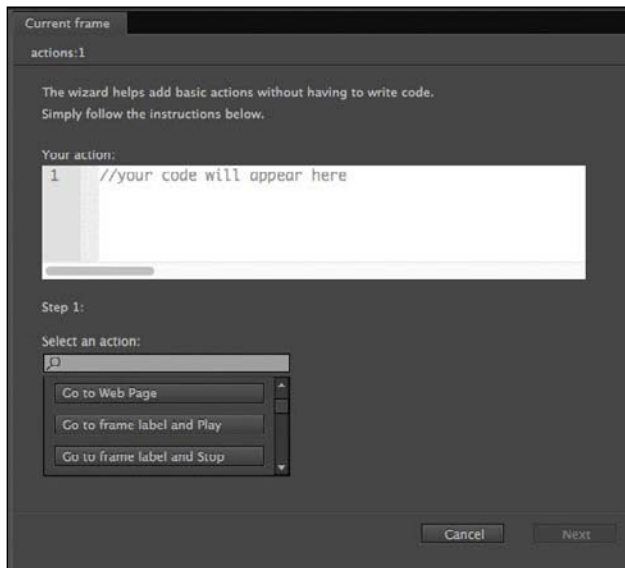 Current frame
actions:1
The wizard helps add basic actions without having to write code.
Simply follow the instructions below.
Your action:
1 //your code will appear here
Step 1:
Select an action:
Go to Web Page
Go to frame label and Play
Go to frame label and Stop
Cancel Next